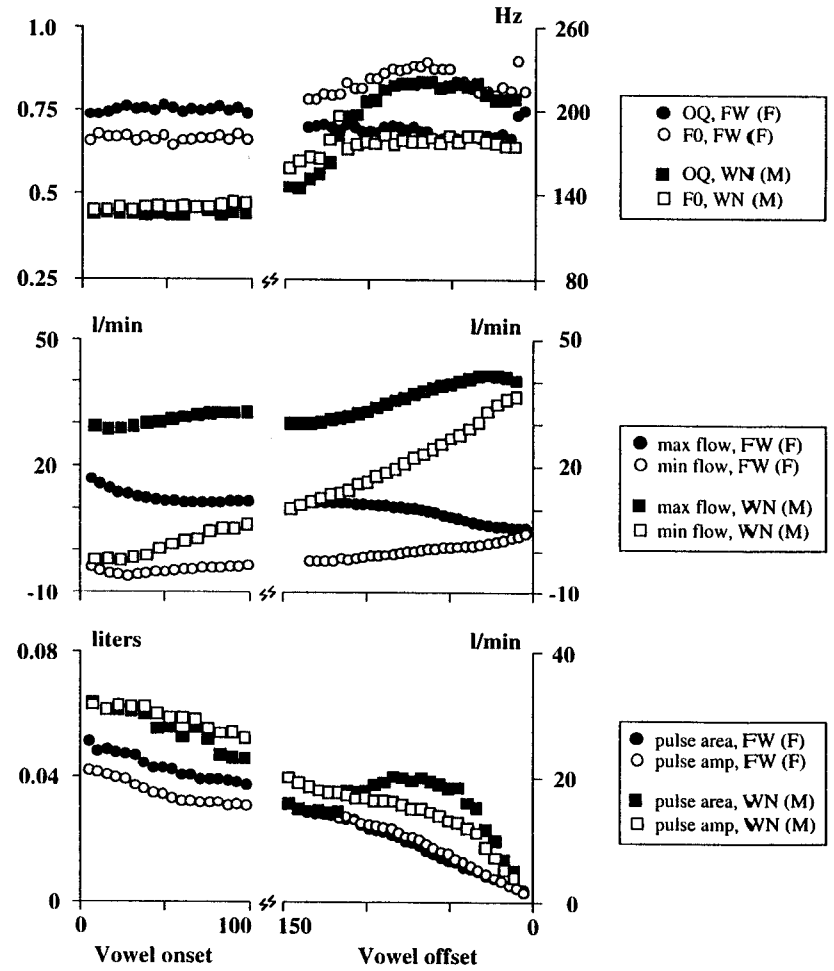 Hz
1.0
260
0.75
200
0.5
140
0.25
80
OQ, FW (F)
F0, FW (F)
OQ, WN (M)
F0, WN (M)
l/min
l/min
50
50
20
20
-10
-10
max flow, FW (F)
min flow, FW (F)
max flow, WN (M)
min flow, WN (M)
liters
l/min
0.08
40
0.04
20
0
0
pulse area, FW (F)
pulse amp, FW (F)
pulse area, WN (M)
pulse amp, WN (M)
0
100
150
0
Vowel onset
Vowel offset